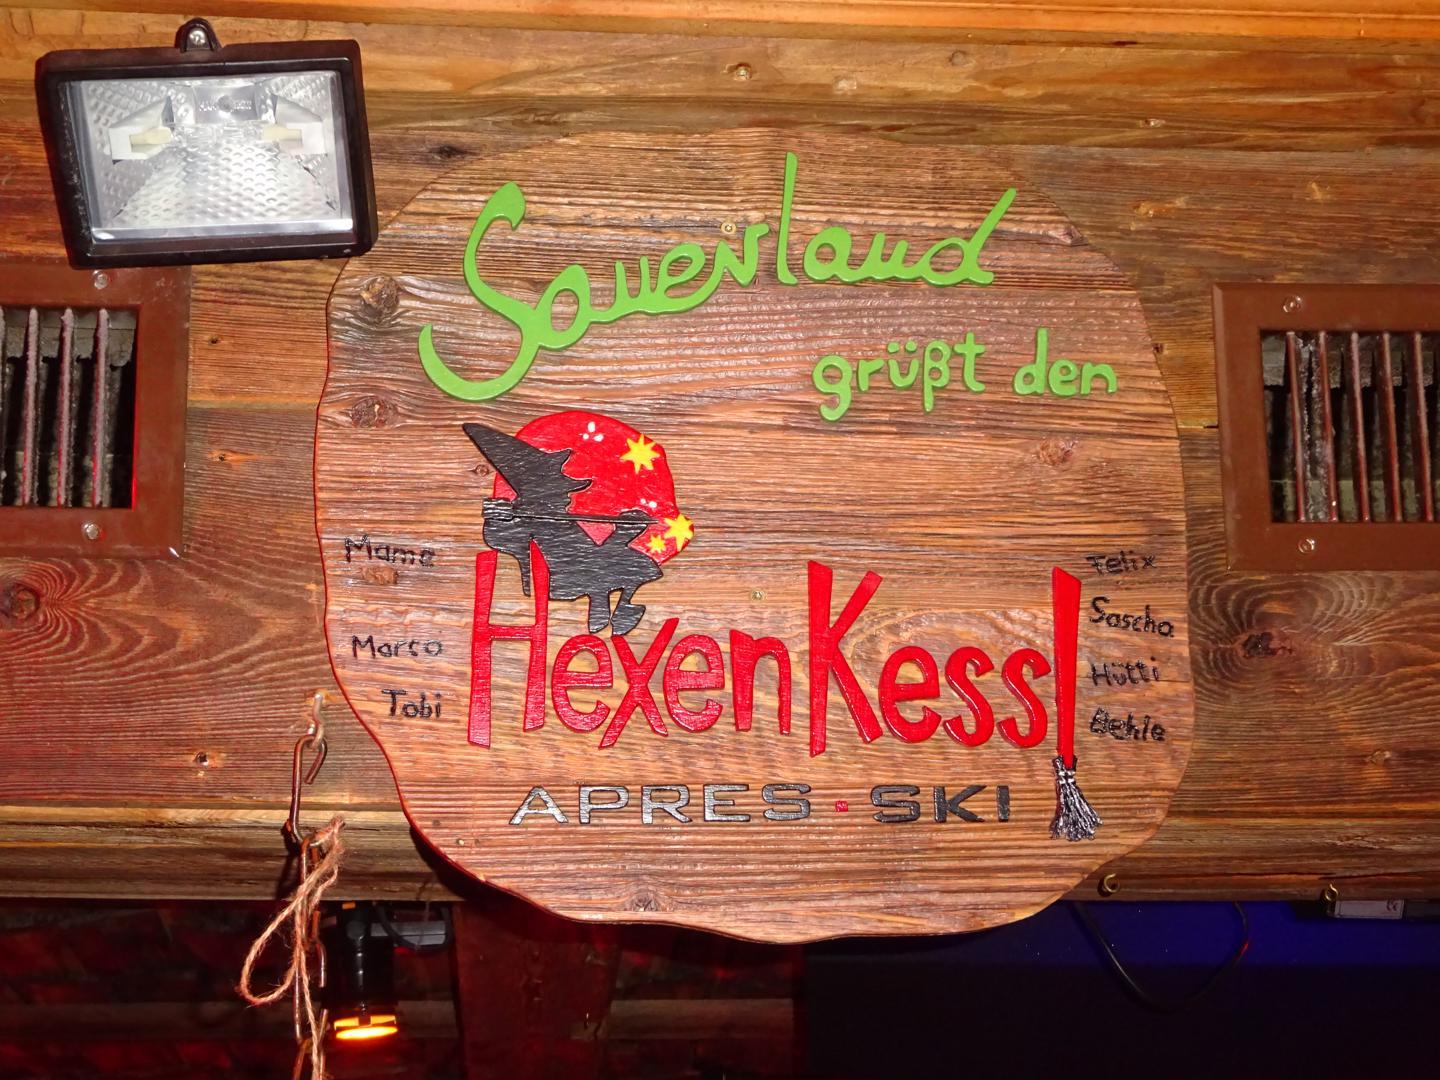 Sauerland
grüßt den
Mame
Marco
Tobi
HexenKessl
Felix
Sascha
Hütti
Behle
APRES · SKI